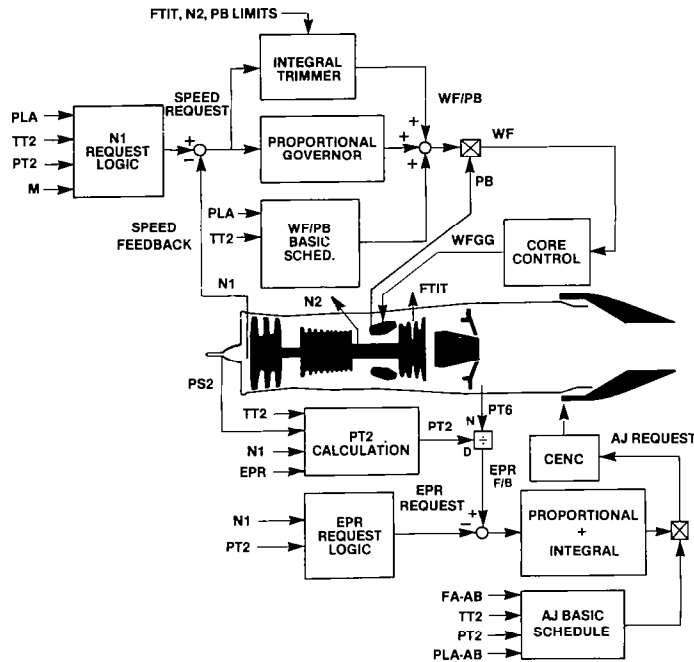 FTIT, N2, PB LIMITS
INTEGRAL
TRIMMER
SPEED
REQUEST
WF/PB
PLA
TT2
PT2
M
N1
REQUEST
LOGIC
+
−
PROPORTIONAL
GOVERNOR
+
+
+
WF
PB
SPEED
FEEDBACK
PLA
TT2
WF/PB
BASIC
SCHED.
WFGG
CORE
CONTROL
N1
N2
FTIT
PS2
TT2
N1
EPR
PT2
CALCULATION
PT2
PT6
N
D
÷
EPR
F/B
CENC
AJ REQUEST
N1
PT2
EPR
REQUEST
LOGIC
EPR
REQUEST
+
−
PROPORTIONAL
+
INTEGRAL
FA-AB
TT2
PT2
PLA-AB
AJ BASIC
SCHEDULE